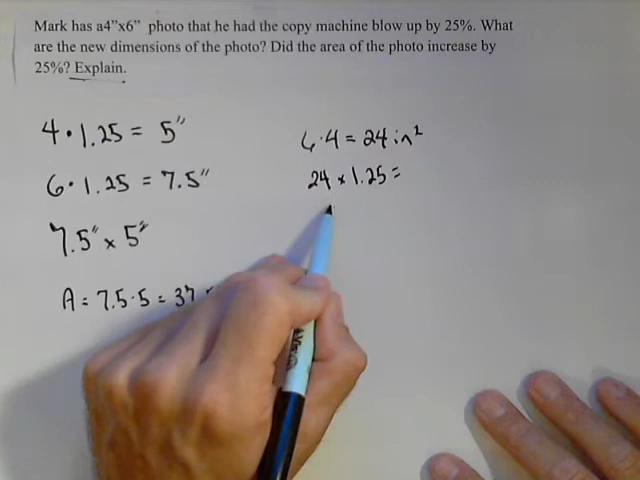 Mark has a4”x6” photo that he had the copy machine blow up by 25%. What
are the new dimensions of the photo? Did the area of the photo increase by
25%? Explain.
4 • 1.25 = 5"
6 • 1.25 = 7.5"
7.5" x 5"
A = 7.5 · 5 = 37
6 · 4 = 24 in²
24 x 1.25 =